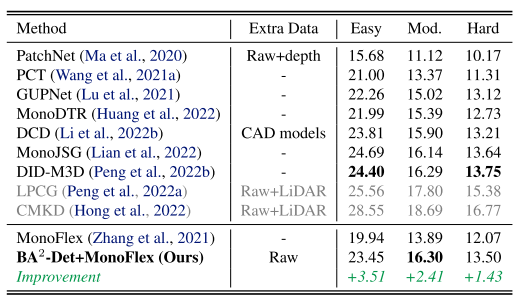 Method Extra Data Easy Mod. Hard
PatchNet (Ma et al., 2020) Raw+depth 15.68 11.12 10.17
PCT (Wang et al., 2021a) - 21.00 13.37 11.31
GUPNet (Lu et al., 2021) - 22.26 15.02 13.12
MonoDTR (Huang et al., 2022) - 21.99 15.39 12.73
DCD (Li et al., 2022b) CAD models 23.81 15.90 13.21
MonoJSG (Lian et al., 2022) - 24.69 16.14 13.64
DID-M3D (Peng et al., 2022b) - 24.40 16.29 13.75
LPCG (Peng et al., 2022a) Raw+LiDAR 25.56 17.80 15.38
CMKD (Hong et al., 2022) Raw+LiDAR 28.55 18.69 16.77
MonoFlex (Zhang et al., 2021) - 19.94 13.89 12.07
BA²-Det+MonoFlex (Ours) Raw 23.45 16.30 13.50
Improvement +3.51 +2.41 +1.43